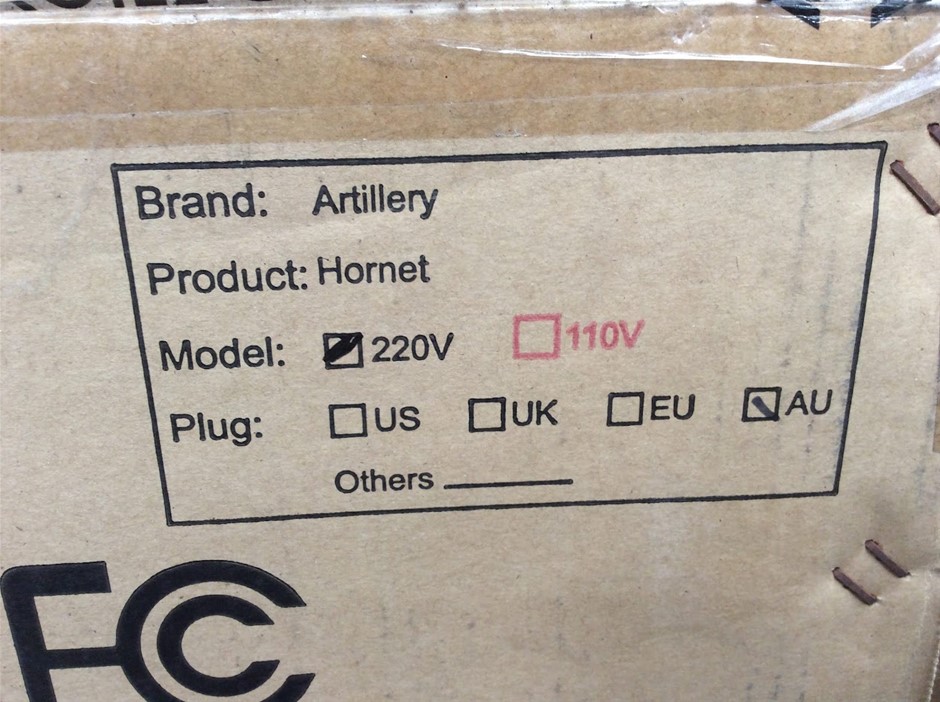 Brand: Artillery
Product: Hornet
Model: 220V 110V
Plug: US UK EU AU
Others
FC